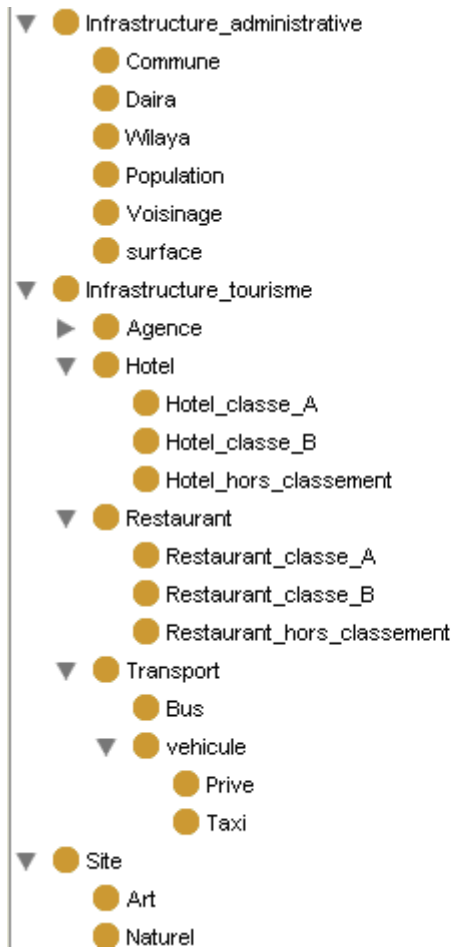 Infrastructure_administrative
Commune
Daira
Wilaya
Population
Voisinage
surface
Infrastructure_tourisme
Agence
Hotel
Hotel_classe_A
Hotel_classe_B
Hotel_hors_classement
Restaurant
Restaurant_classe_A
Restaurant_classe_B
Restaurant_hors_classement
Transport
Bus
vehicule
Prive
Taxi
Site
Art
Naturel